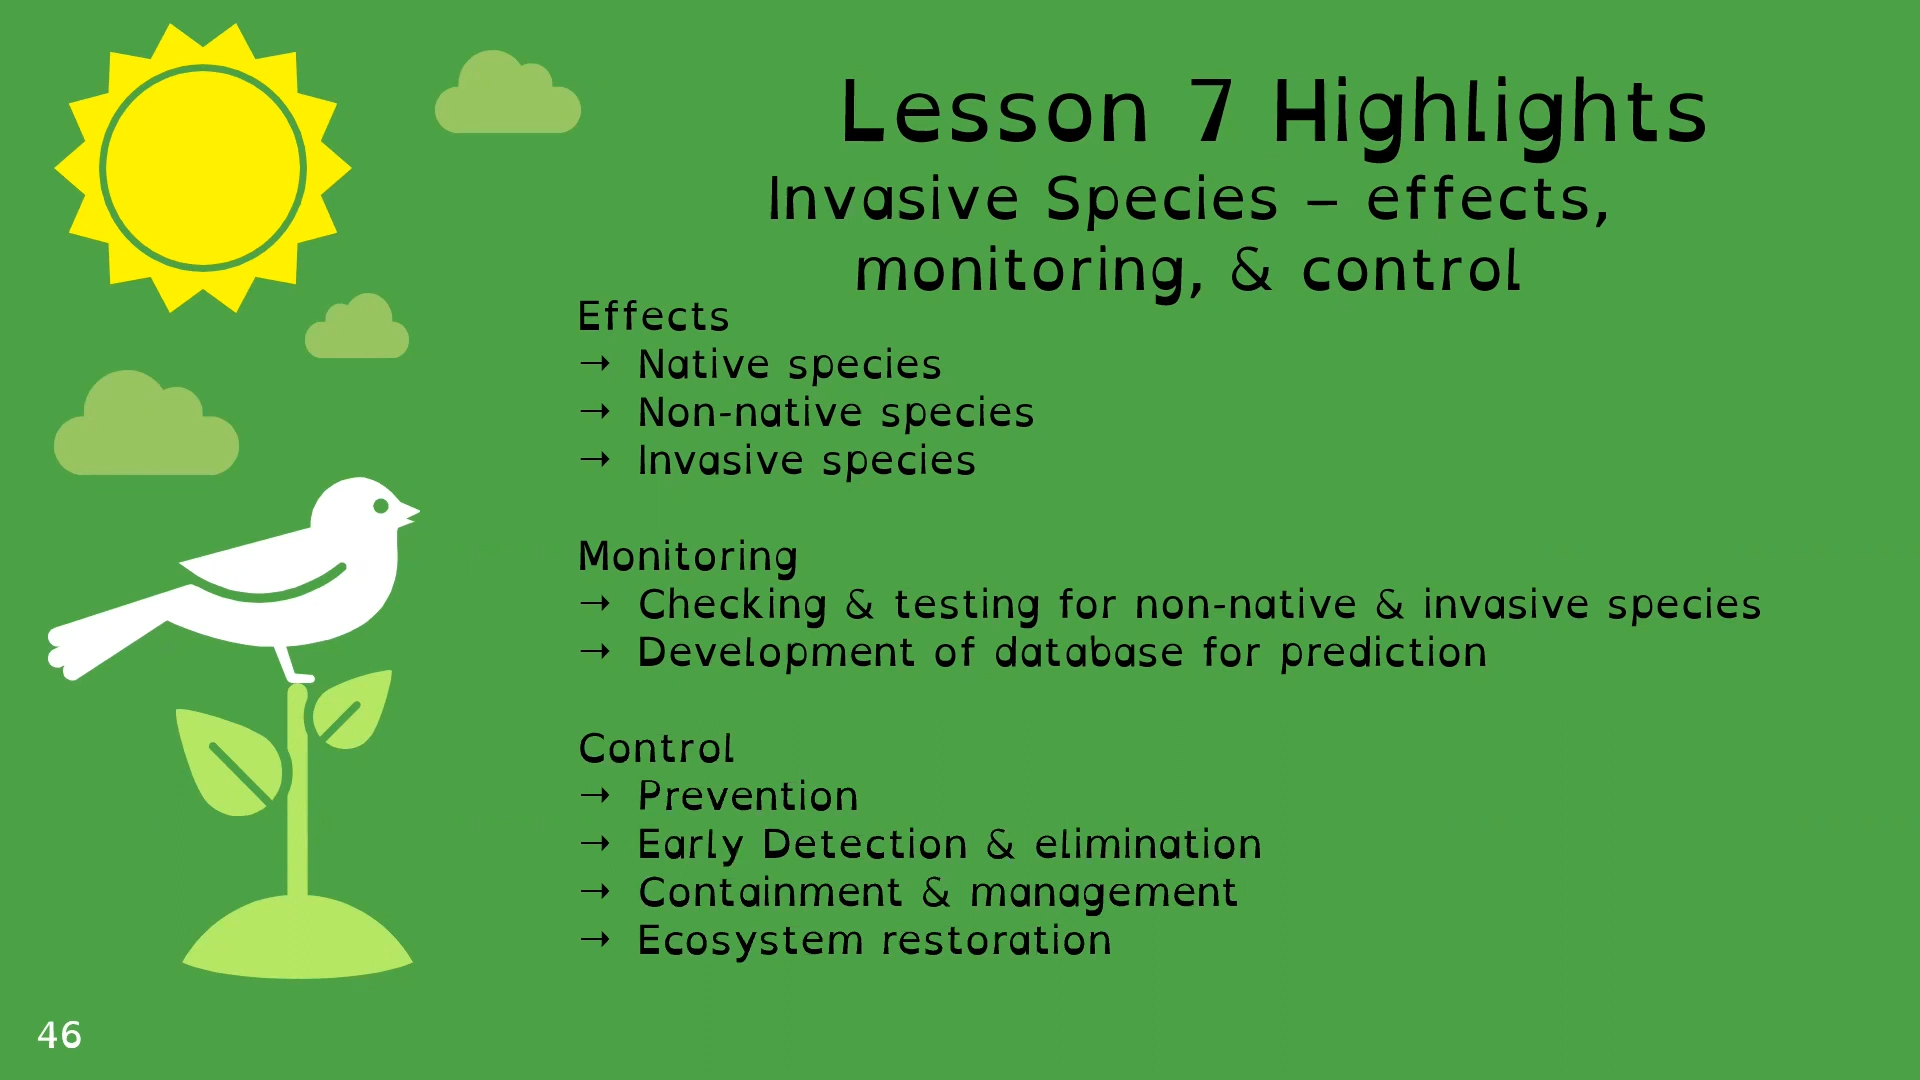 Lesson 7 Highlights
Invasive Species – effects,
monitoring, & control
Effects
→ Native species
→ Non-native species
→ Invasive species
Monitoring
→ Checking & testing for non-native & invasive species
→ Development of database for prediction
Control
→ Prevention
→ Early Detection & elimination
→ Containment & management
→ Ecosystem restoration
46